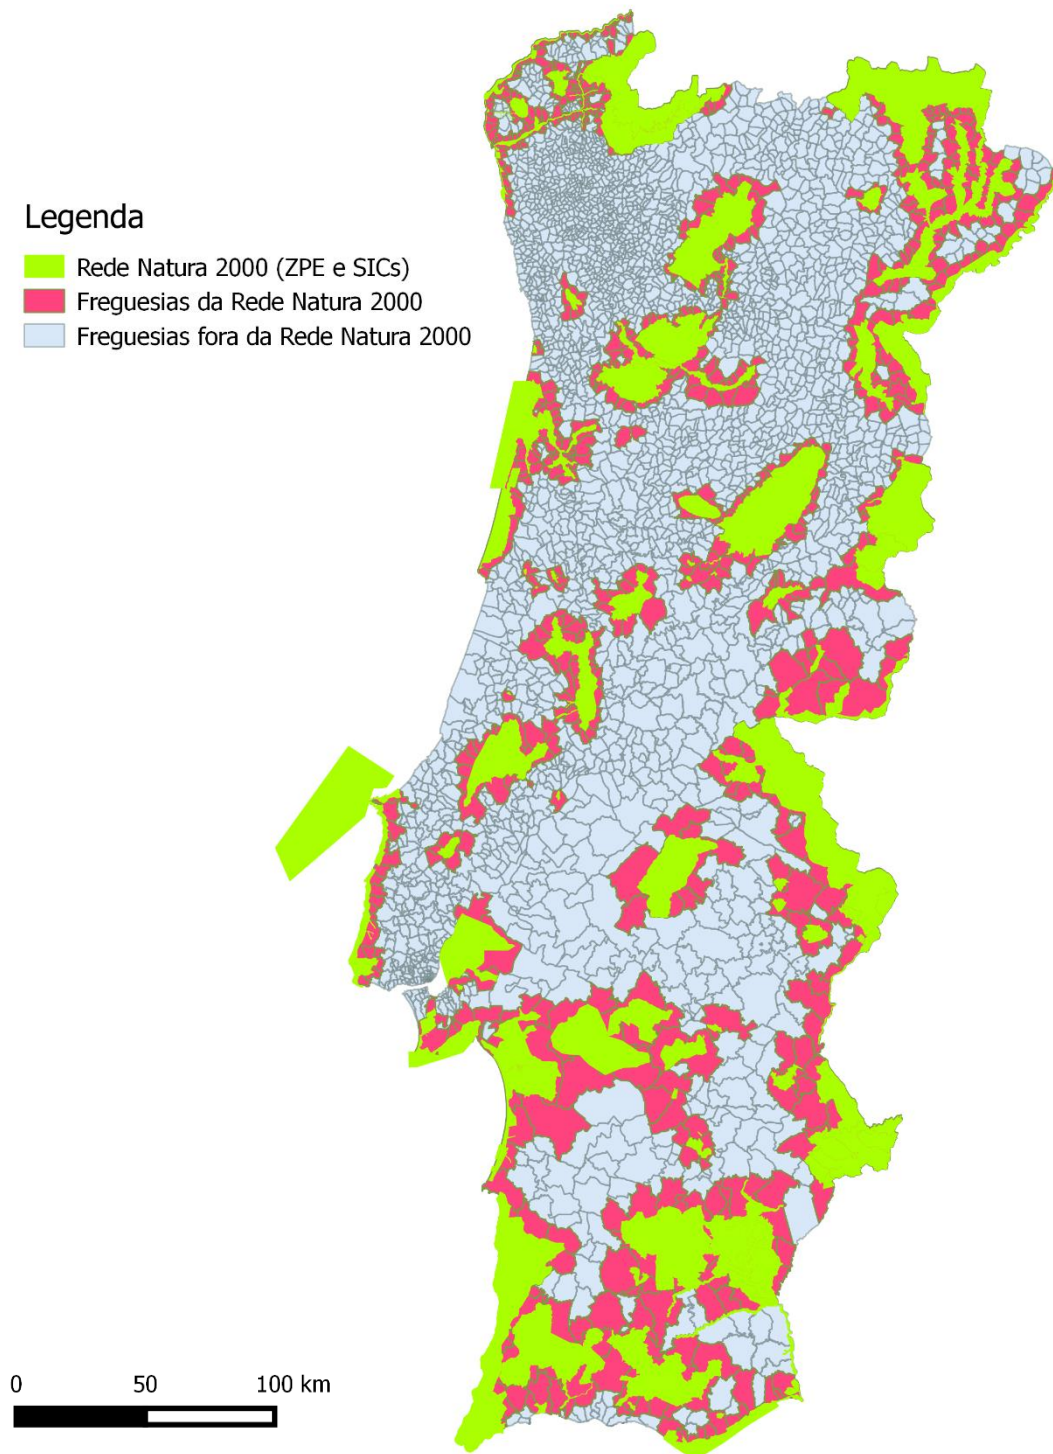 Legenda
Rede Natura 2000 (ZPE e SICs)
Freguesias da Rede Natura 2000
Freguesias fora da Rede Natura 2000
0 50 100 km